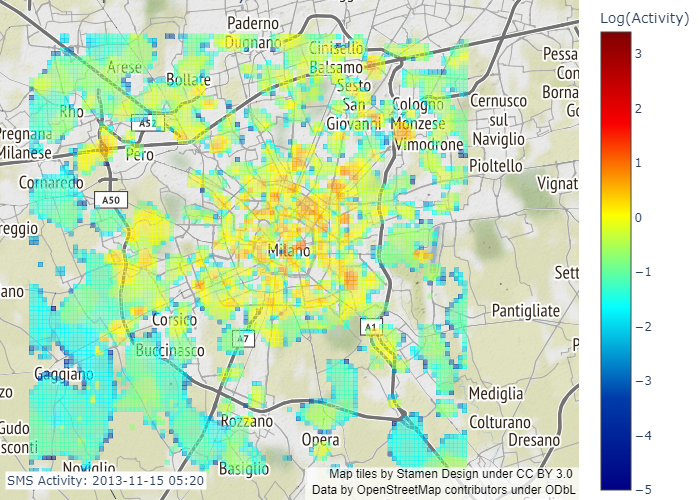 Log(Activity)
3
2
1
0
−1
−2
−3
−4
−5
Paderno
Dugnano
Cinisello
Balsamo
Sesto
San
Giovanni
Arese
Bollate
Rho
A52
Pero
Pregnana
Milanese
Cornaredo
A50
reggio
Cologno
Monzese
Vimodrone
Cernusco
sul
Naviglio
Pioltello
Pessa
Con
Borna
Go
Vignat
Milano
Sett
ano
Pantigliate
Corsico
Buccinasco
A7
A1
P
Gaggiano
zo
Gudo
sconti
Rozzano
Opera
Mediglia
Colturano
Dresano
Noviglio
Basiglio
SMS Activity: 2013-11-15 05:20
Map tiles by Stamen Design under CC BY 3.0
Data by OpenStreetMap contributors under ODbL